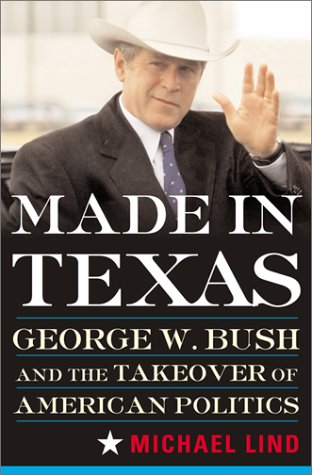 MADE IN
TEXAS
GEORGE W. BUSH
AND THE TAKEOVER OF
AMERICAN POLITICS
MICHAEL LIND